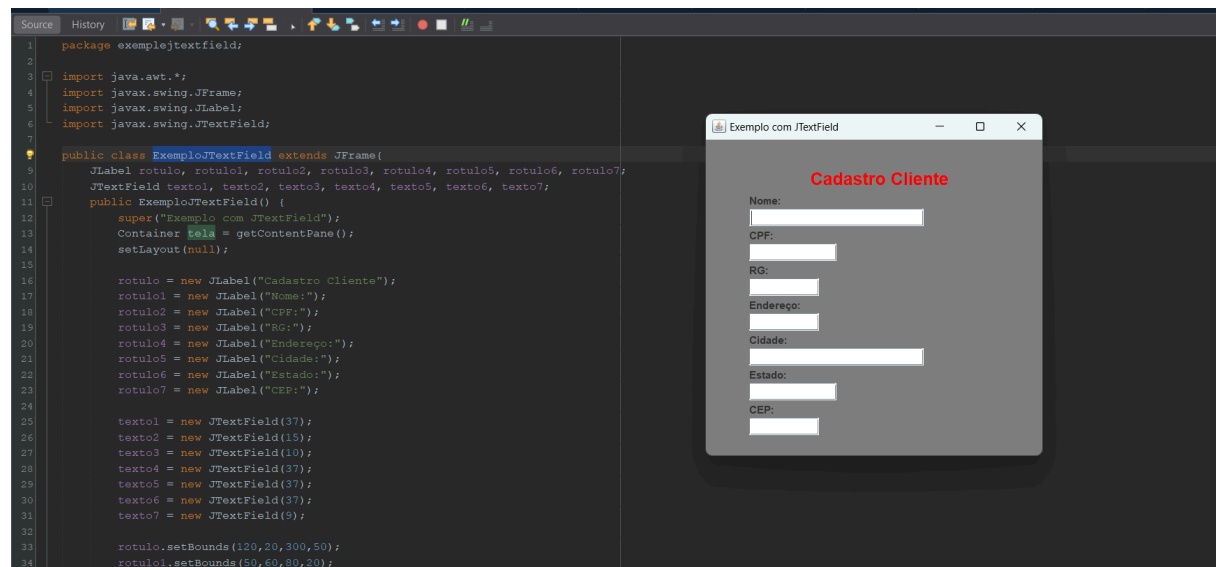 Source History
1 package exemplejtextfield;
2
3 import java.awt.*;
4 import javax.swing.JFrame;
5 import javax.swing.JLabel;
6 import javax.swing.JTextField;
7
public class ExemploJTextField extends JFrame{
9 JLabel rotulo, rotulo1, rotulo2, rotulo3, rotulo4, rotulo5, rotulo6, rotulo7;
10 JTextField texto1, texto2, texto3, texto4, texto5, texto6, texto7;
11 public ExemploJTextField() {
12 super("Exemplo com JTextField");
13 Container tela = getContentPane();
14 setLayout(null);
15
16 rotulo = new JLabel("Cadastro Cliente");
17 rotulo1 = new JLabel("Nome:");
18 rotulo2 = new JLabel("CPF:");
19 rotulo3 = new JLabel("RG:");
20 rotulo4 = new JLabel("Endereço:");
21 rotulo5 = new JLabel("Cidade:");
22 rotulo6 = new JLabel("Estado:");
23 rotulo7 = new JLabel("CEP:");
24
25 texto1 = new JTextField(37);
26 texto2 = new JTextField(15);
27 texto3 = new JTextField(10);
28 texto4 = new JTextField(37);
29 texto5 = new JTextField(37);
30 texto6 = new JTextField(37);
31 texto7 = new JTextField(9);
32
33 rotulo.setBounds(120,20,300,50);
34 rotulo1.setBounds(50,60,80,20);
Exemplo com JTextField
Cadastro Cliente
Nome:
CPF:
RG:
Endereço:
Cidade:
Estado:
CEP: